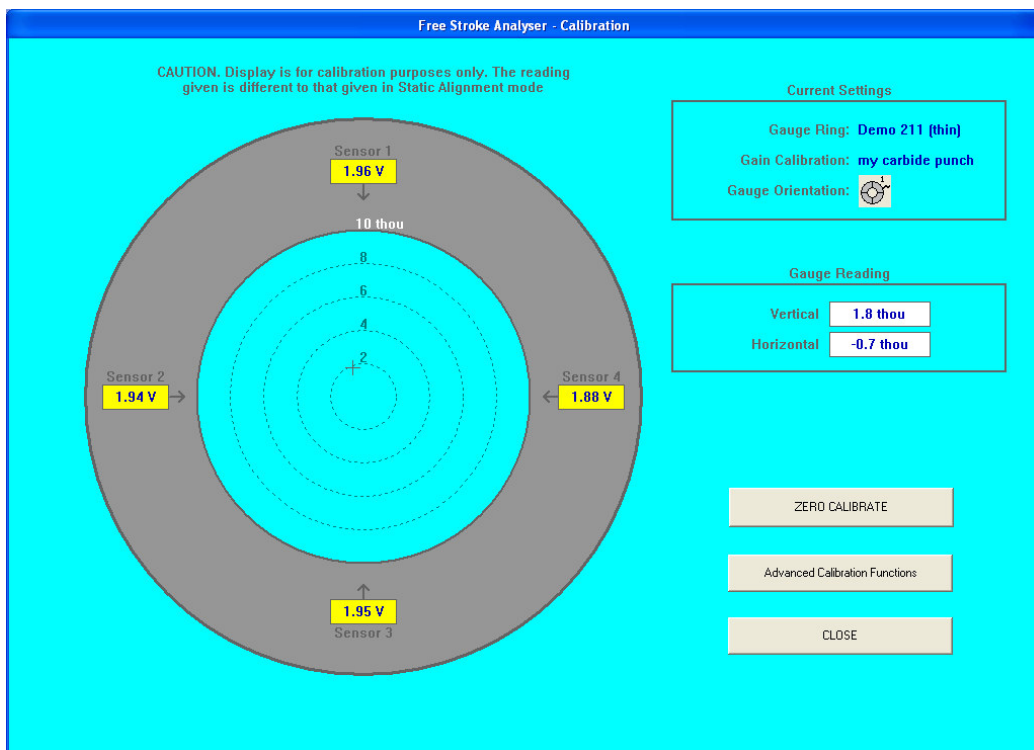 Free Stroke Analyser - Calibration
CAUTION. Display is for calibration purposes only. The reading
given is different to that given in Static Alignment mode
Sensor 1
1.96 V
10 thou
8
6
4
2
Sensor 2
1.94 V
Sensor 4
1.88 V
1.95 V
Sensor 3
Current Settings
Gauge Ring: Demo 211 (thin)
Gain Calibration: my carbide punch
Gauge Orientation:
1
Gauge Reading
Vertical 1.8 thou
Horizontal -0.7 thou
ZERO CALIBRATE
Advanced Calibration Functions
CLOSE